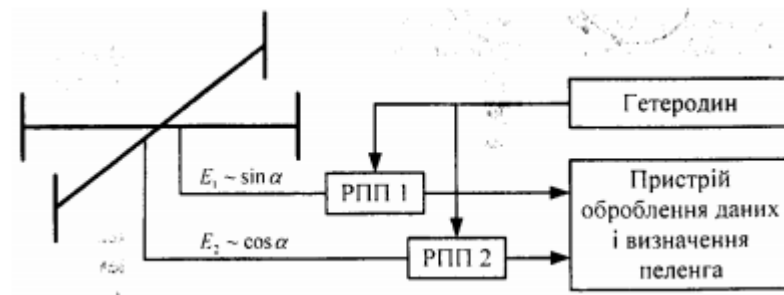 Гетеродин
E₁ ~ sin α
РПП 1
Пристрій
оброблення даних
і визначення
пеленга
E₂ ~ cos α
РПП 2